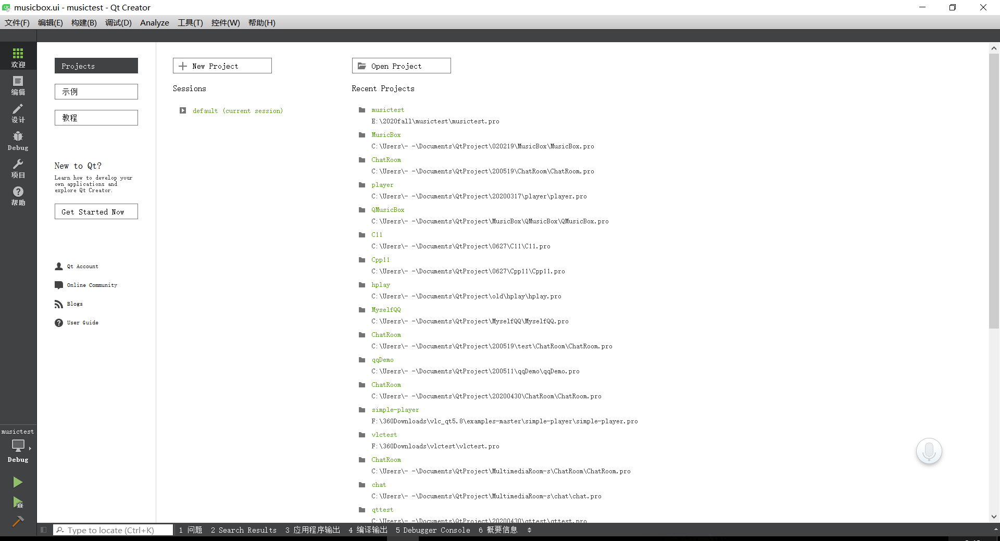 musicbox.ui - musictest - Qt Creator
文件(F) 编辑(E) 构建(B) 调试(D) Analyze 工具(T) 控件(W) 帮助(H)
欢迎
编辑
设计
Debug
项目
帮助
musictest
Debug
Projects
示例
教程
New to Qt?
Learn how to develop your
own applications and
explore Qt Creator.
Get Started Now
Qt Account
Online Community
Blogs
User Guide
New Project
Sessions
default (current session)
Open Project
Recent Projects
musictest
E:\2020fall\musictest\musictest.pro
MusicBox
C:\Users\- -\Documents\QtProject\020219\MusicBox\MusicBox.pro
ChatRoom
C:\Users\- -\Documents\QtProject\200519\ChatRoom\ChatRoom.pro
player
C:\Users\- -\Documents\QtProject\20200317\player\player.pro
QMusicBox
C:\Users\- -\Documents\QtProject\MusicBox\QMusicBox\QMusicBox.pro
C11
C:\Users\- -\Documents\QtProject\0627\C11\C11.pro
Cpp11
C:\Users\- -\Documents\QtProject\0627\Cpp11\Cpp11.pro
hplay
C:\Users\- -\Documents\QtProject\old\hplay\hplay.pro
MyselfQQ
C:\Users\- -\Documents\QtProject\MyselfQQ\MyselfQQ.pro
ChatRoom
C:\Users\- -\Documents\QtProject\200519\test\ChatRoom\ChatRoom.pro
qqDemo
C:\Users\- -\Documents\QtProject\200511\qqDemo\qqDemo.pro
ChatRoom
C:\Users\- -\Documents\QtProject\20200430\ChatRoom\ChatRoom.pro
simple-player
F:\360Downloads\vlc_qt5.8\examples-master\simple-player\simple-player.pro
vlctest
F:\360Downloads\vlctest\vlctest.pro
ChatRoom
C:\Users\- -\Documents\QtProject\MultimediaRoom-s\ChatRoom\ChatRoom.pro
chat
C:\Users\- -\Documents\QtProject\MultimediaRoom-s\chat\chat.pro
qttest
C:\Users\- -\Documents\QtProject\20200430\qttest\qttest.pro
Type to locate (Ctrl+K) 1 问题 2 Search Results 3 应用程序输出 4 编译输出 5 Debugger Console 6 概要信息